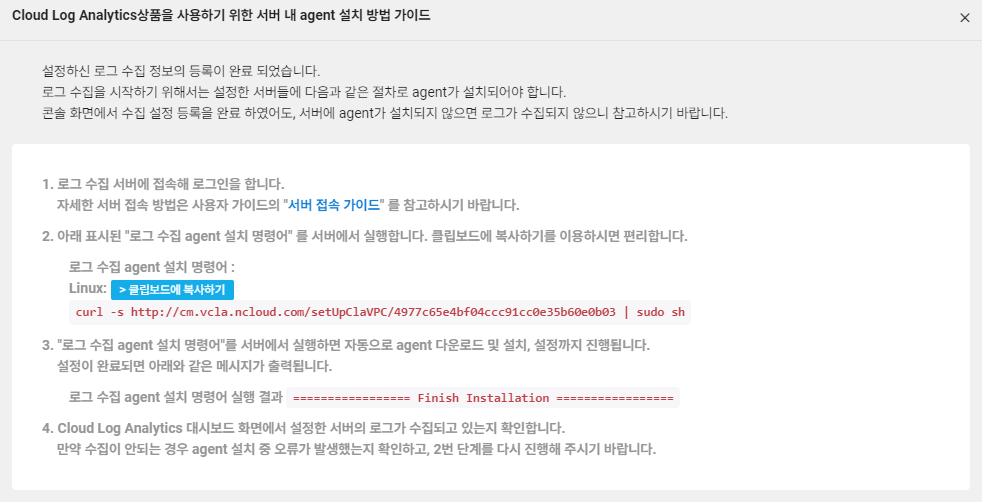 Cloud Log Analytics상품을 사용하기 위한 서버 내 agent 설치 방법 가이드
×
설정하신 로그 수집 정보의 등록이 완료 되었습니다.
로그 수집을 시작하기 위해서는 설정한 서버들에 다음과 같은 절차로 agent가 설치되어야 합니다.
콘솔 화면에서 수집 설정 등록을 완료 하였어도, 서버에 agent가 설치되지 않으면 로그가 수집되지 않으니 참고하시기 바랍니다.
1. 로그 수집 서버에 접속해 로그인을 합니다.
자세한 서버 접속 방법은 사용자 가이드의 "서버 접속 가이드" 를 참고하시기 바랍니다.
2. 아래 표시된 "로그 수집 agent 설치 명령어" 를 서버에서 실행합니다. 클립보드에 복사하기를 이용하시면 편리합니다.
로그 수집 agent 설치 명령어 :
Linux: > 클립보드에 복사하기
curl -s http://cm.vcla.ncloud.com/setUpClaVPC/4977c65e4bf04ccc91cc0e35b60e0b03 | sudo sh
3. "로그 수집 agent 설치 명령어"를 서버에서 실행하면 자동으로 agent 다운로드 및 설치, 설정까지 진행됩니다.
설정이 완료되면 아래와 같은 메시지가 출력됩니다.
로그 수집 agent 설치 명령어 실행 결과 ================= Finish Installation =================
4. Cloud Log Analytics 대시보드 화면에서 설정한 서버의 로그가 수집되고 있는지 확인합니다.
만약 수집이 안되는 경우 agent 설치 중 오류가 발생했는지 확인하고, 2번 단계를 다시 진행해 주시기 바랍니다.